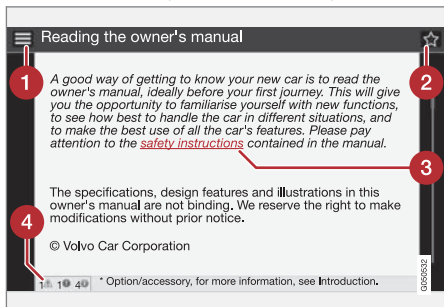 Reading the owner's manual
1
2
A good way of getting to know your new car is to read the
owner's manual, ideally before your first journey. This will give
you the opportunity to familiarise yourself with new functions,
to see how best to handle the car in different situations, and
to make the best use of all the car's features. Please pay
attention to the safety instructions contained in the manual.
3
The specifications, design features and illustrations in this
owner's manual are not binding. We reserve the right to make
modifications without prior notice.
4
© Volvo Car Corporation
1 1 4 * Option/accessory, for more information, see Introduction.
G050532